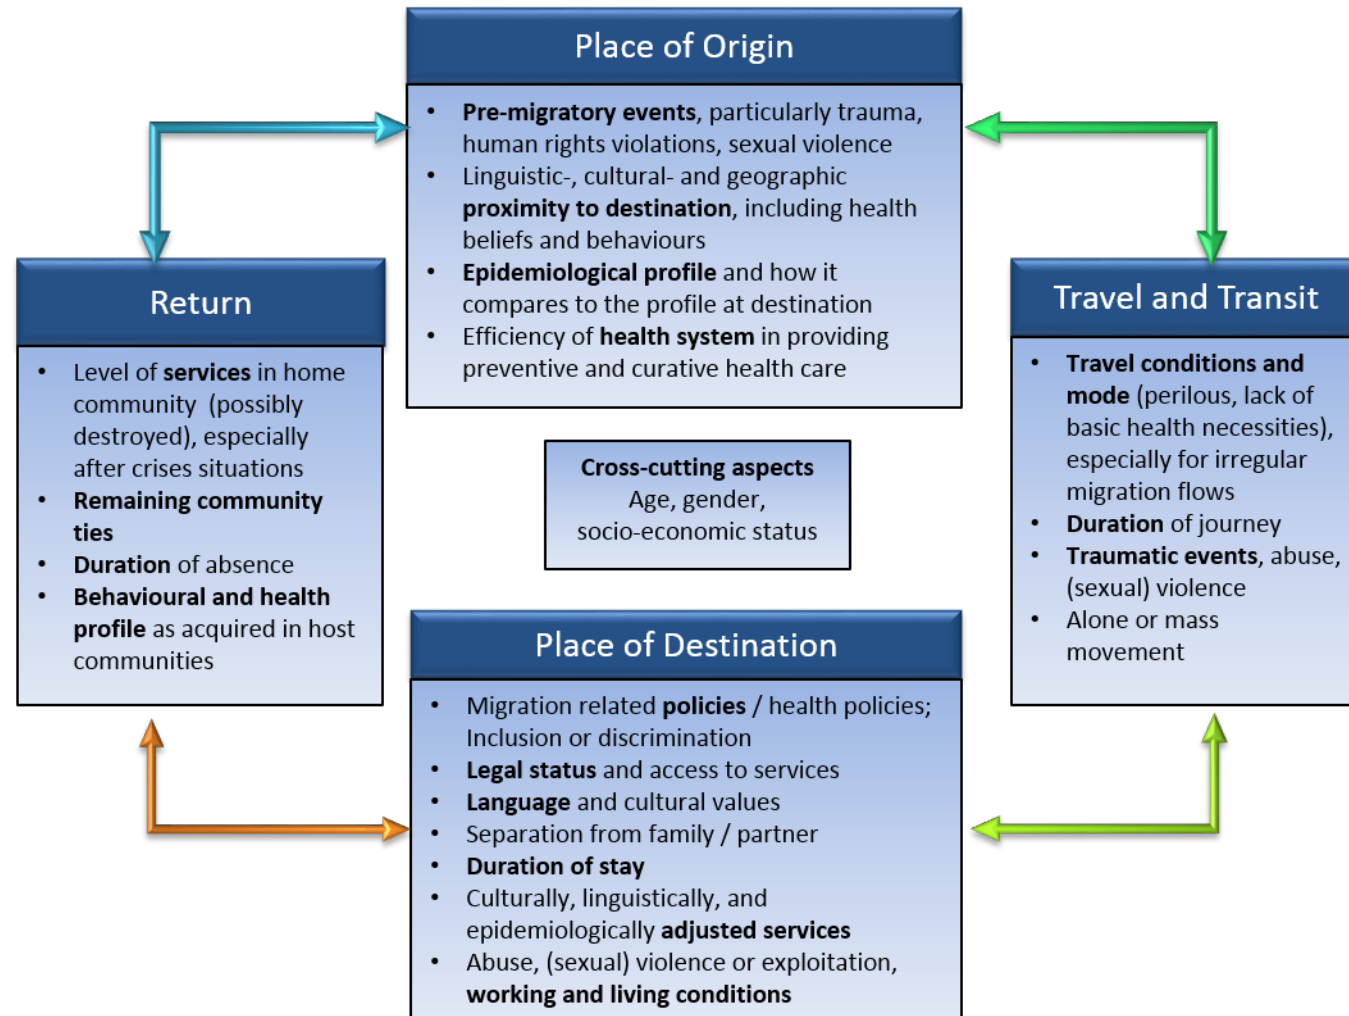 Place of Origin
• Pre-migratory events, particularly trauma,
human rights violations, sexual violence
• Linguistic-, cultural- and geographic
proximity to destination, including health
beliefs and behaviours
• Epidemiological profile and how it
compares to the profile at destination
• Efficiency of health system in providing
preventive and curative health care
Return
• Level of services in home
community (possibly
destroyed), especially
after crises situations
• Remaining community
ties
• Duration of absence
• Behavioural and health
profile as acquired in host
communities
Cross-cutting aspects
Age, gender,
socio-economic status
Travel and Transit
• Travel conditions and
mode (perilous, lack of
basic health necessities),
especially for irregular
migration flows
• Duration of journey
• Traumatic events, abuse,
(sexual) violence
• Alone or mass
movement
Place of Destination
• Migration related policies / health policies;
Inclusion or discrimination
• Legal status and access to services
• Language and cultural values
• Separation from family / partner
• Duration of stay
• Culturally, linguistically, and
epidemiologically adjusted services
• Abuse, (sexual) violence or exploitation,
working and living conditions